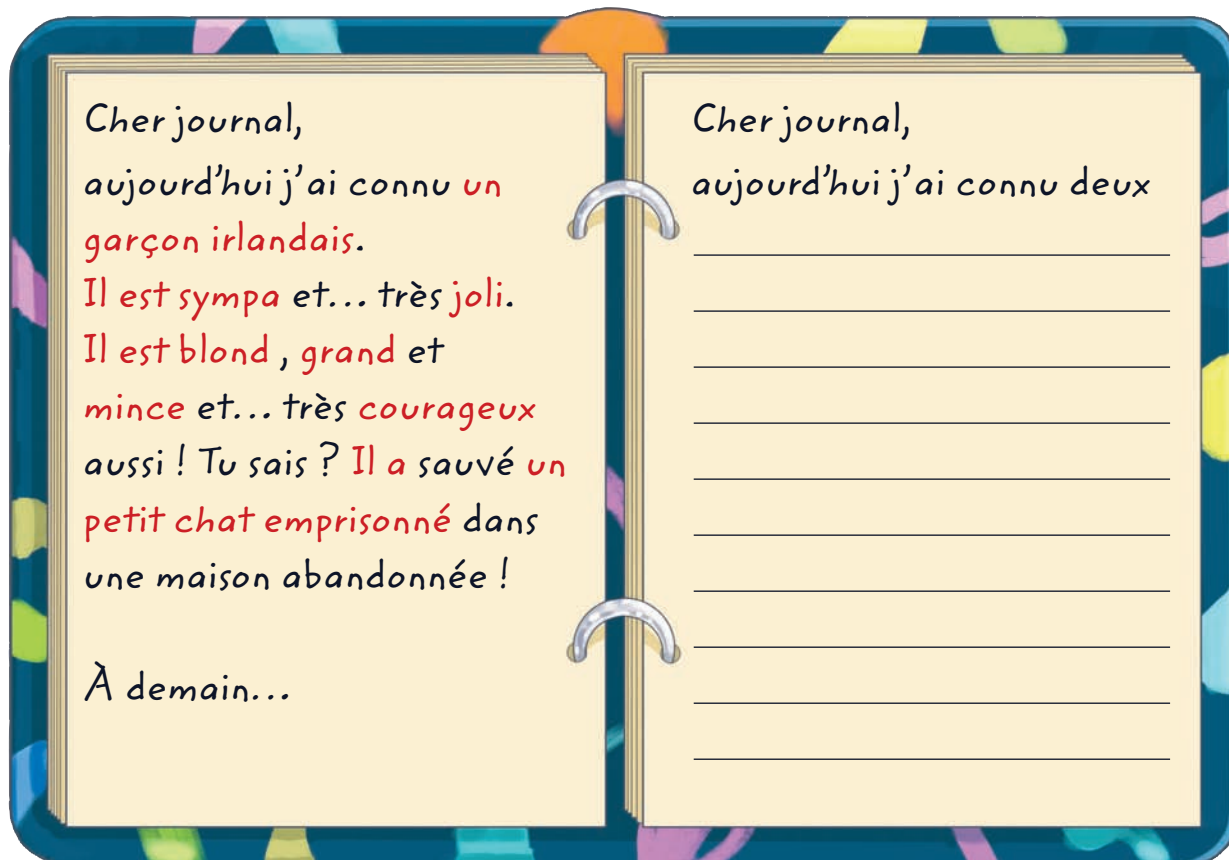 Cher journal,
aujourd'hui j'ai connu un
garçon irlandais.
Il est sympa et... très joli.
Il est blond , grand et
mince et... très courageux
aussi ! Tu sais ? Il a sauvé un
petit chat emprisonné dans
une maison abandonnée !
À demain...
Cher journal,
aujourd'hui j'ai connu deux